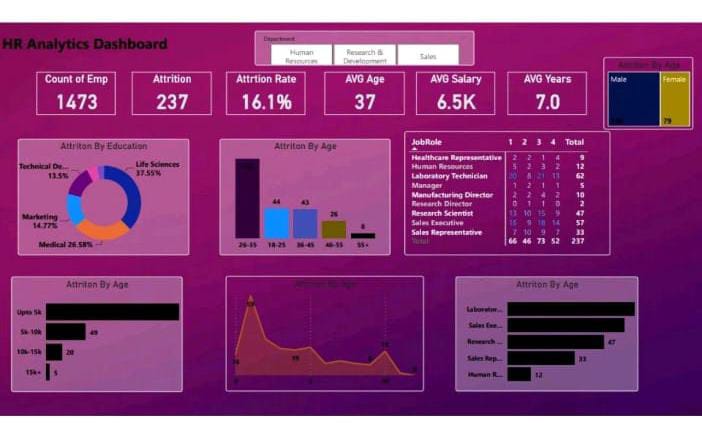 HR Analytics Dashboard
Department
Human Resources
Research & Development
Sales
Count of Emp
1473
Attrition
237
Attrtion Rate
16.1%
AVG Age
37
AVG Salary
6.5K
AVG Years
7.0
Attriton By Age
Male
Female
79
Attriton By Education
Technical De...
13.5%
Life Sciences
37.55%
Marketing
14.77%
Medical 26.58%
Attriton By Age
44
43
26
8
26-35 18-25 36-45 46-55 55+
JobRole 1 2 3 4 Total
Healthcare Representative 2 2 1 4 9
Human Resources 5 2 3 2 12
Laboratory Technician 20 8 21 13 62
Manager 1 2 1 1 5
Manufacturing Director 2 2 4 2 10
Research Director 0 1 1 0 2
Research Scientist 13 10 15 9 47
Sales Executive 16 9 18 14 57
Sales Representative 7 10 9 7 33
Total 66 46 73 52 237
Attriton By Age
Upto 5k
5k-10k 49
10k-15k 20
15k+ 5
Attriton By Age
Attriton By Age
Laborator...
Sales Exe...
Research ... 47
Sales Rep... 33
Human R... 12